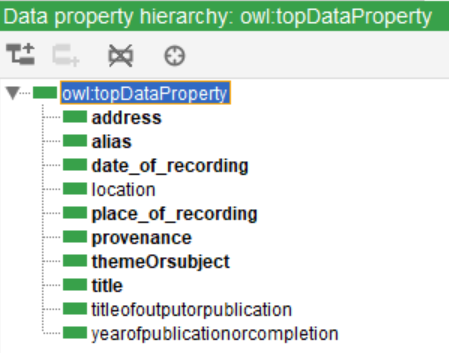 Data property hierarchy: owl:topDataProperty
owl:topDataProperty
address
alias
date_of_recording
location
place_of_recording
provenance
themeOrsubject
title
titleofoutputorpublication
yearofpublicationorcompletion